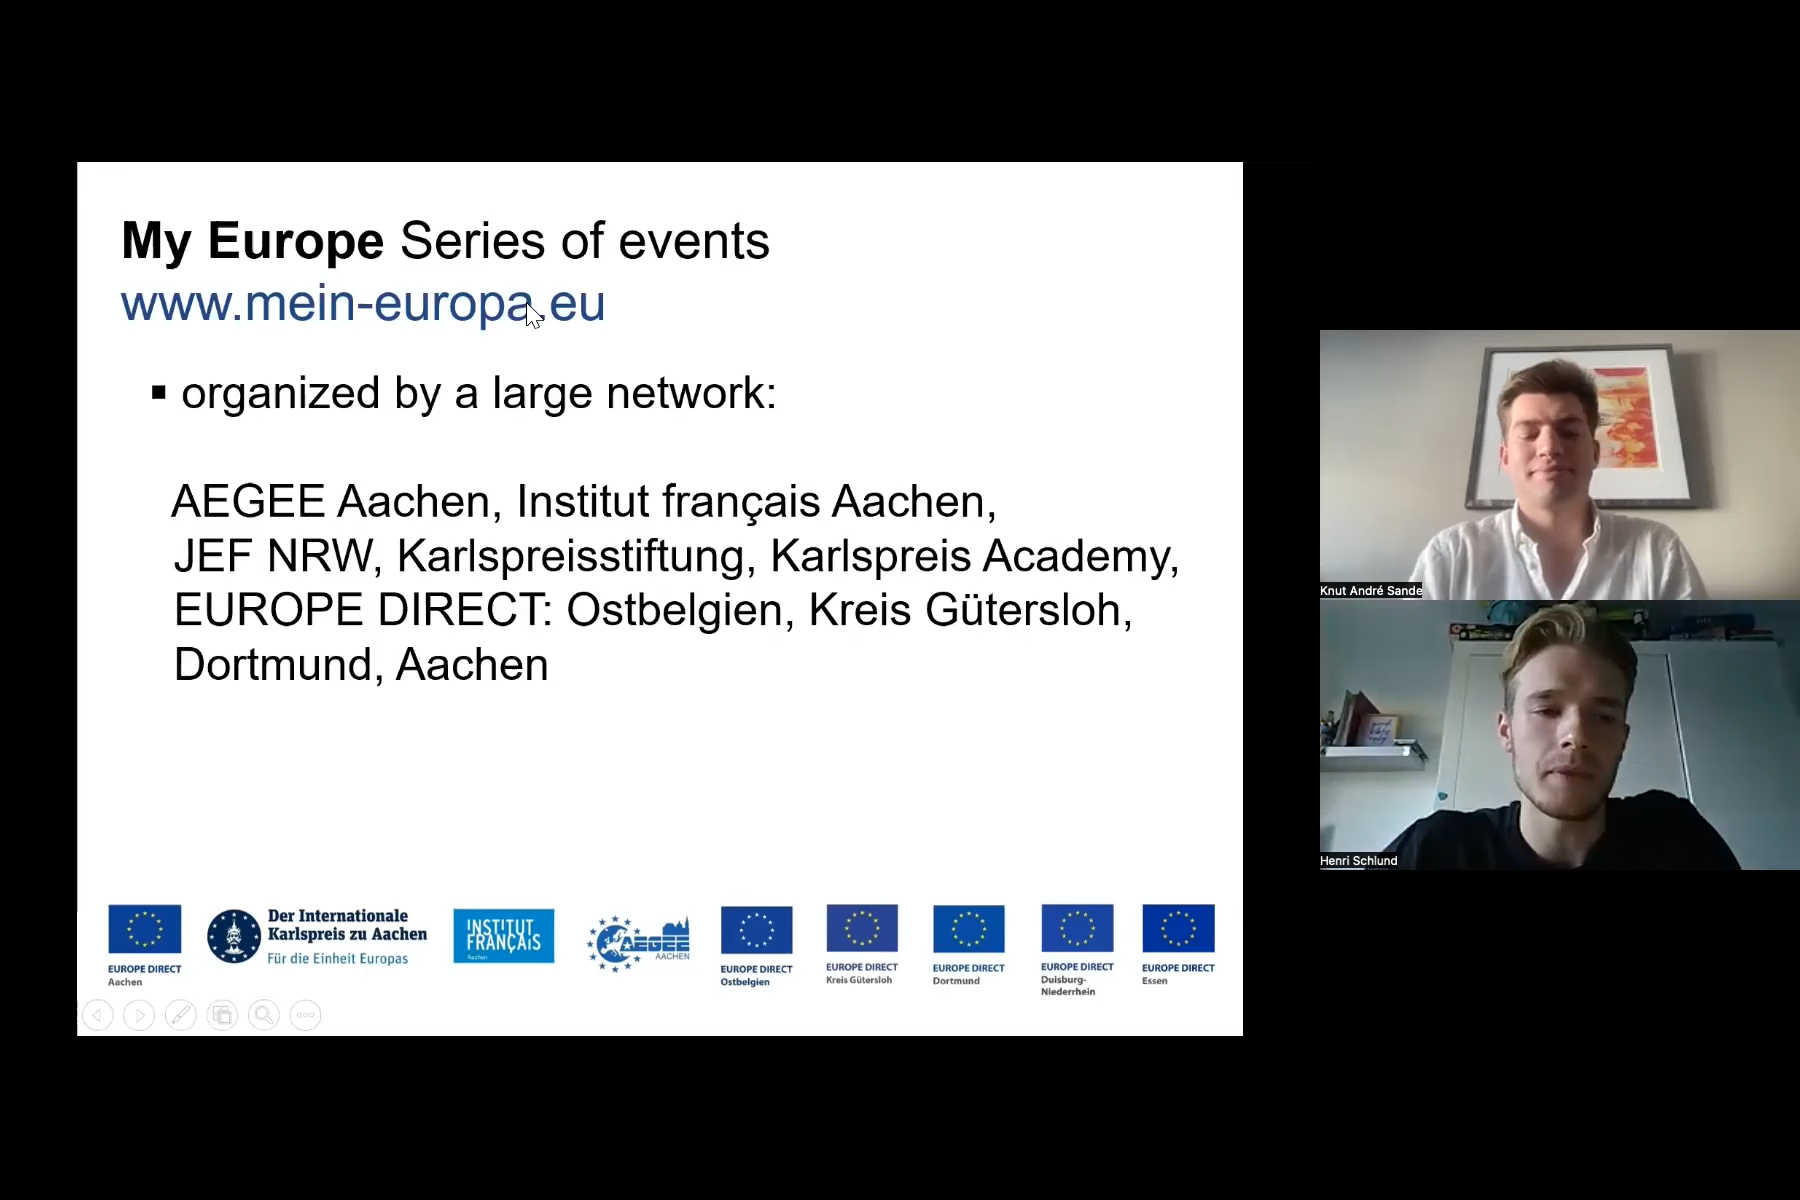 My Europe Series of events
www.mein-europa.eu
▪ organized by a large network:
AEGEE Aachen, Institut français Aachen,
JEF NRW, Karlspreisstiftung, Karlspreis Academy,
EUROPE DIRECT: Ostbelgien, Kreis Gütersloh,
Dortmund, Aachen
EUROPE DIRECT
Aachen
Der Internationale
Karlspreis zu Aachen
Für die Einheit Europas
INSTITUT
FRANÇAIS
Aachen
AEGEE
AACHEN
EUROPE DIRECT
Ostbelgien
EUROPE DIRECT
Kreis Gütersloh
EUROPE DIRECT
Dortmund
EUROPE DIRECT
Duisburg-
Niederrhein
EUROPE DIRECT
Essen
Knut André Sande
Henri Schlund